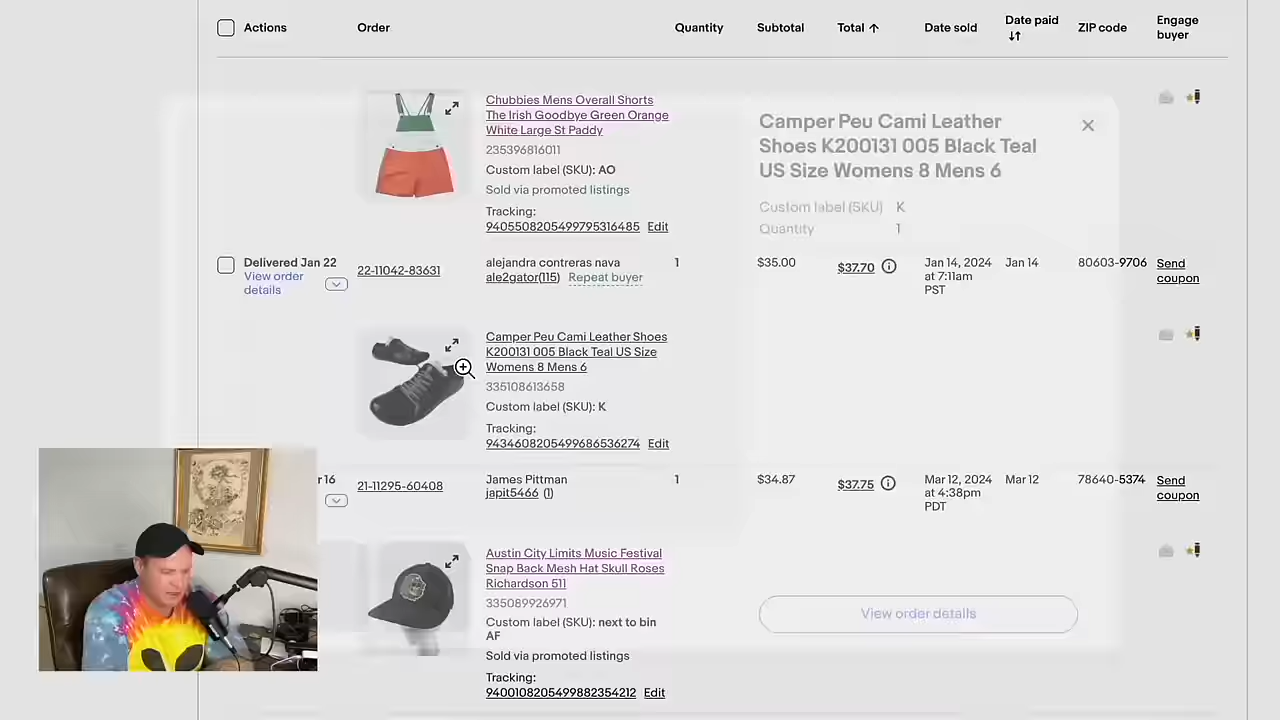 Actions
Order
Quantity
Subtotal
Total ↑
Date sold
Date paid
ZIP code
Engage
buyer
Chubbies Mens Overall Shorts
The Irish Goodbye Green Orange
White Large St Paddy
235396816011
Custom label (SKU): AO
Sold via promoted listings
Tracking:
9405508205499795316485 Edit
Camper Peu Cami Leather
Shoes K200131 005 Black Teal
US Size Womens 8 Mens 6
Custom label (SKU) K
Quantity 1
Delivered Jan 22
View order
details
22-11042-83631
alejandra contreras nava
ale2gator(115) Repeat buyer
1
$35.00
$37.70
Jan 14, 2024
at 7:11am
PST
Jan 14
80603-9706
Send
coupon
Camper Peu Cami Leather Shoes
K200131 005 Black Teal US Size
Womens 8 Mens 6
335108613658
Custom label (SKU): K
Tracking:
9434608205499686536274 Edit
r 16
21-11295-60408
James Pittman
japit5466 (1)
1
$34.87
$37.75
Mar 12, 2024
at 4:38pm
PDT
Mar 12
78640-5374
Send
coupon
Austin City Limits Music Festival
Snap Back Mesh Hat Skull Roses
Richardson 511
335089926971
Custom label (SKU): next to bin
AF
Sold via promoted listings
Tracking:
9400108205499882354212 Edit
View order details